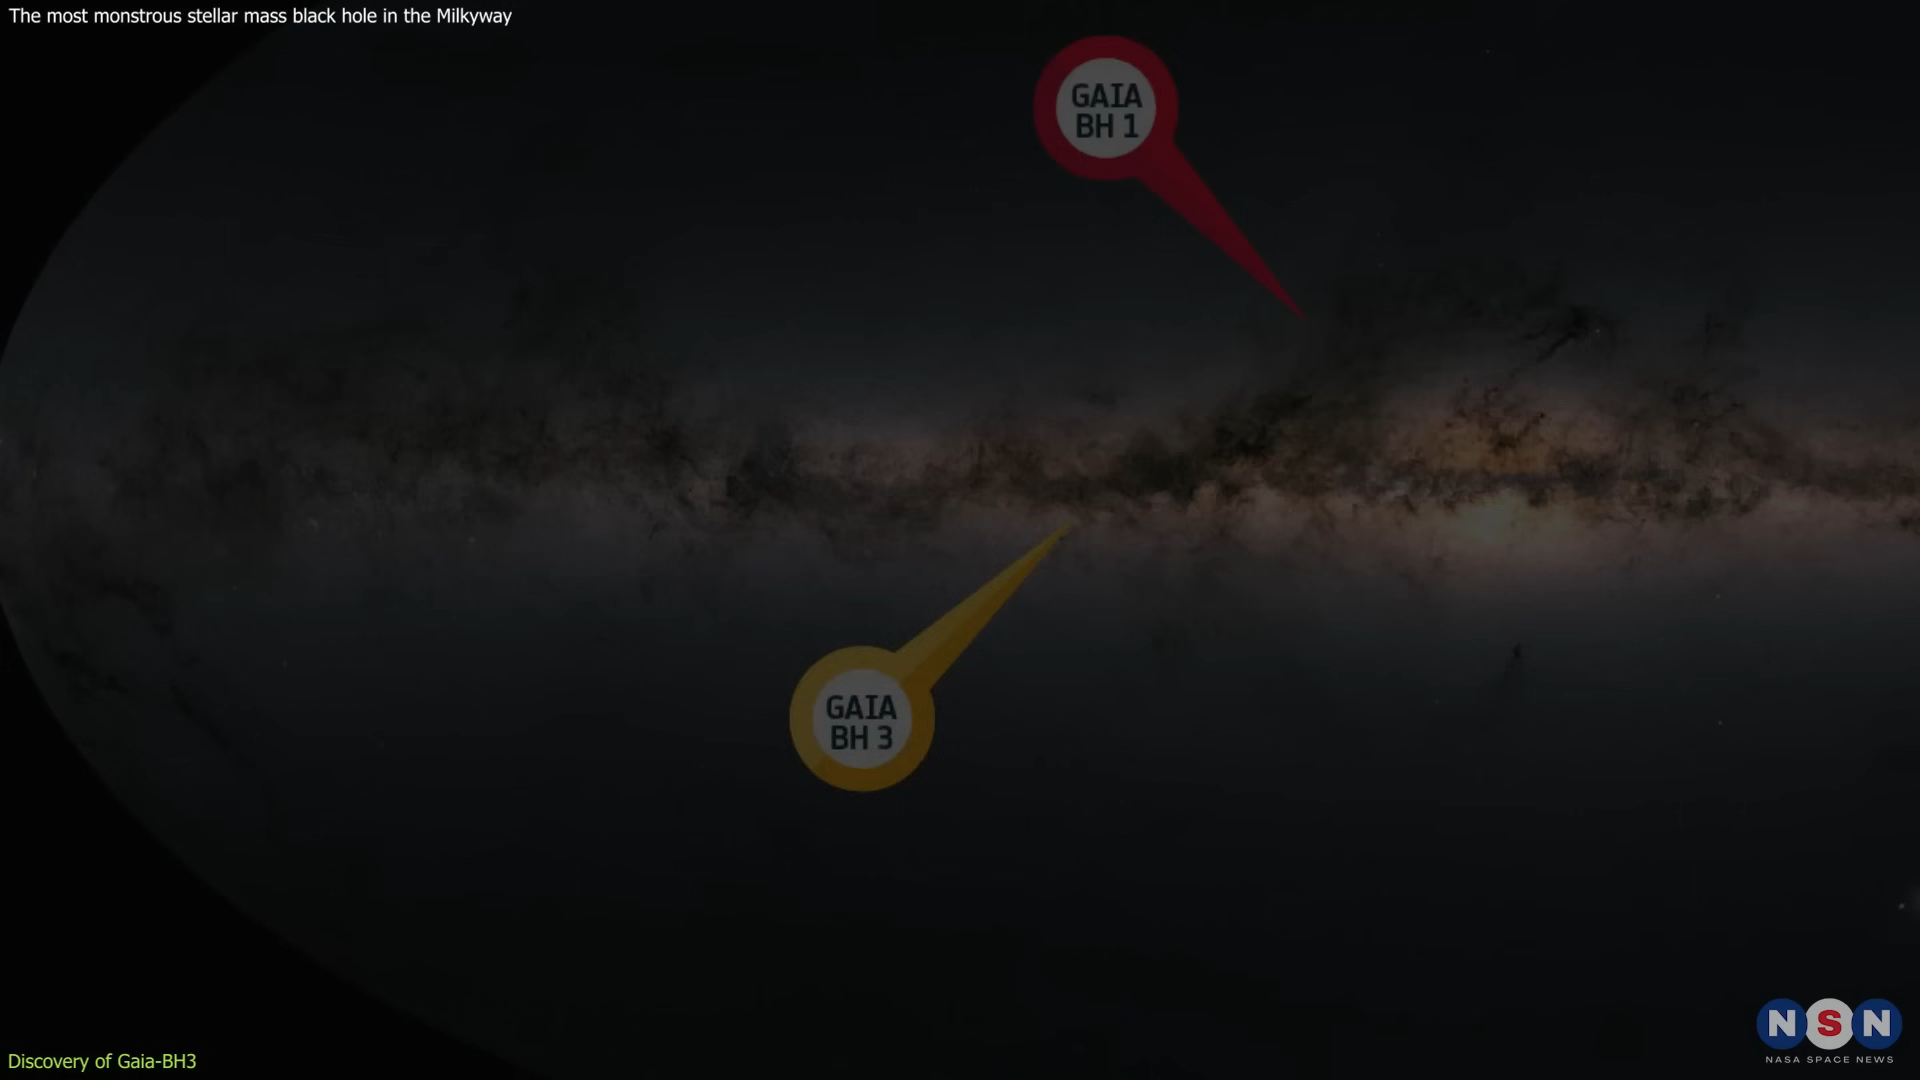 The most monstrous stellar mass black hole in the Milkyway
GAIA
BH 1
GAIA
BH 3
Discovery of Gaia-BH3
NSN
NASA SPACE NEWS